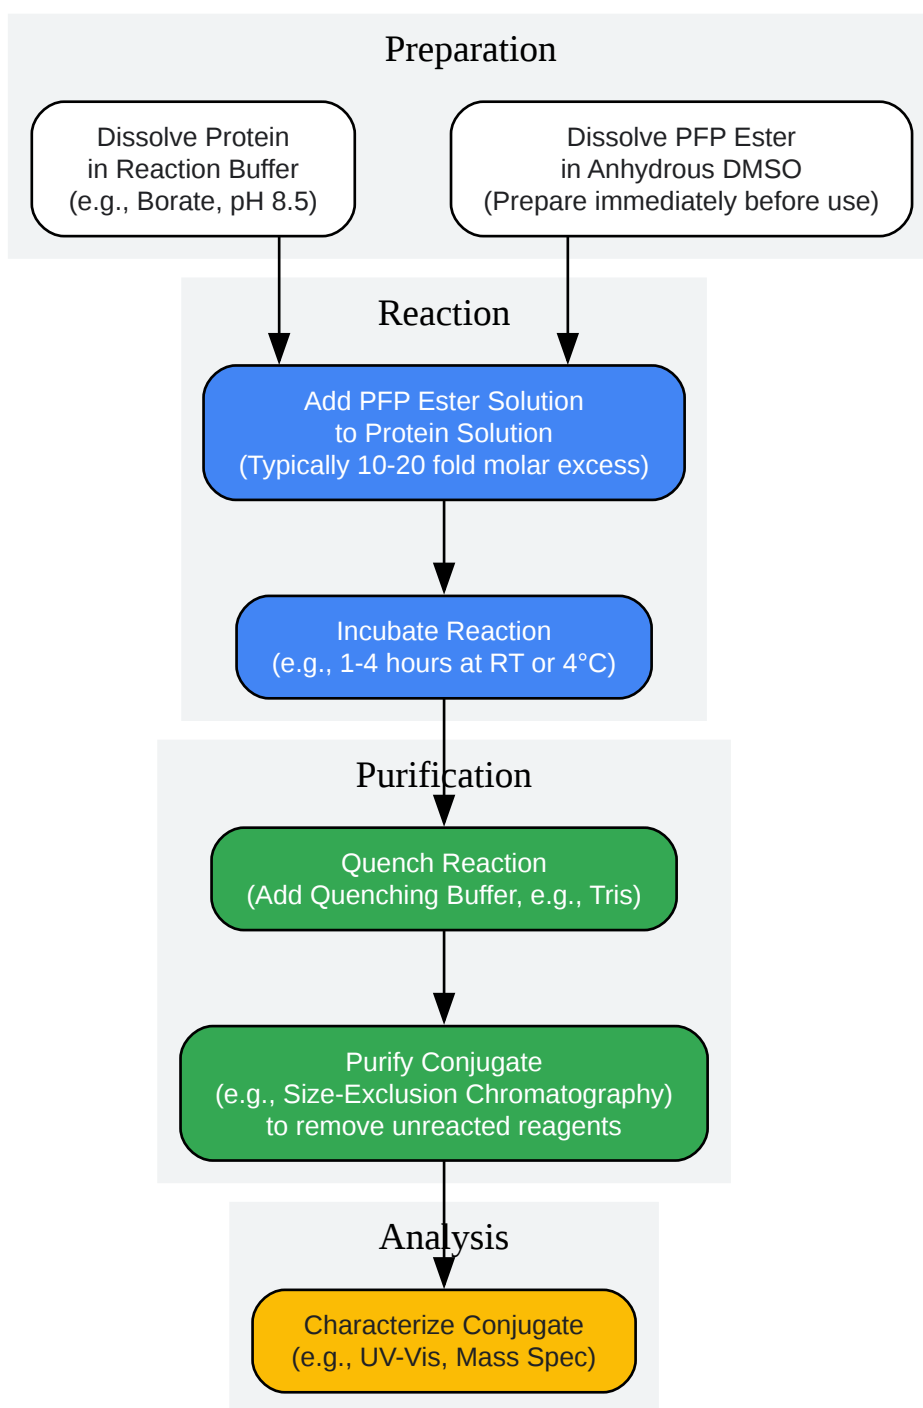 Preparation
Dissolve Protein
in Reaction Buffer
(e.g., Borate, pH 8.5)
Dissolve PFP Ester
in Anhydrous DMSO
(Prepare immediately before use)
Reaction
Add PFP Ester Solution
to Protein Solution
(Typically 10-20 fold molar excess)
Incubate Reaction
(e.g., 1-4 hours at RT or 4°C)
Purification
Quench Reaction
(Add Quenching Buffer, e.g., Tris)
Purify Conjugate
(e.g., Size-Exclusion Chromatography)
to remove unreacted reagents
Analysis
Characterize Conjugate
(e.g., UV-Vis, Mass Spec)